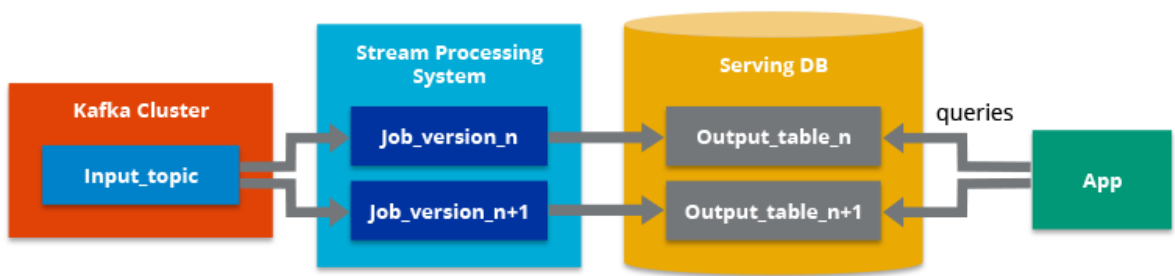 Kafka Cluster
Input_topic
Stream Processing
System
Job_version_n
Job_version_n+1
Serving DB
Output_table_n
Output_table_n+1
queries
App